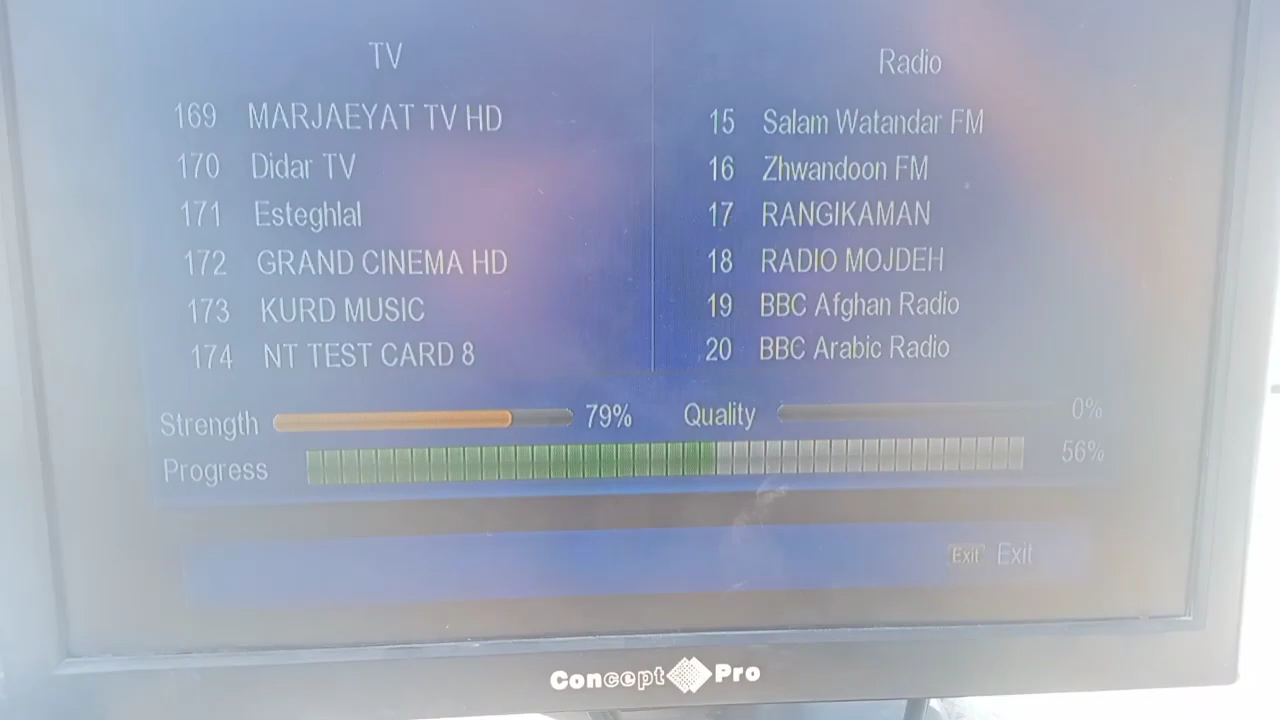 TV
169 MARJAEYAT TV HD
170 Didar TV
171 Esteghlal
172 GRAND CINEMA HD
173 KURD MUSIC
174 NT TEST CARD 8
Radio
15 Salam Watandar FM
16 Zhwandoon FM
17 RANGIKAMAN
18 RADIO MOJDEH
19 BBC Afghan Radio
20 BBC Arabic Radio
Strength 79% Quality 0%
Progress 56%
Exit Exit
Concept Pro